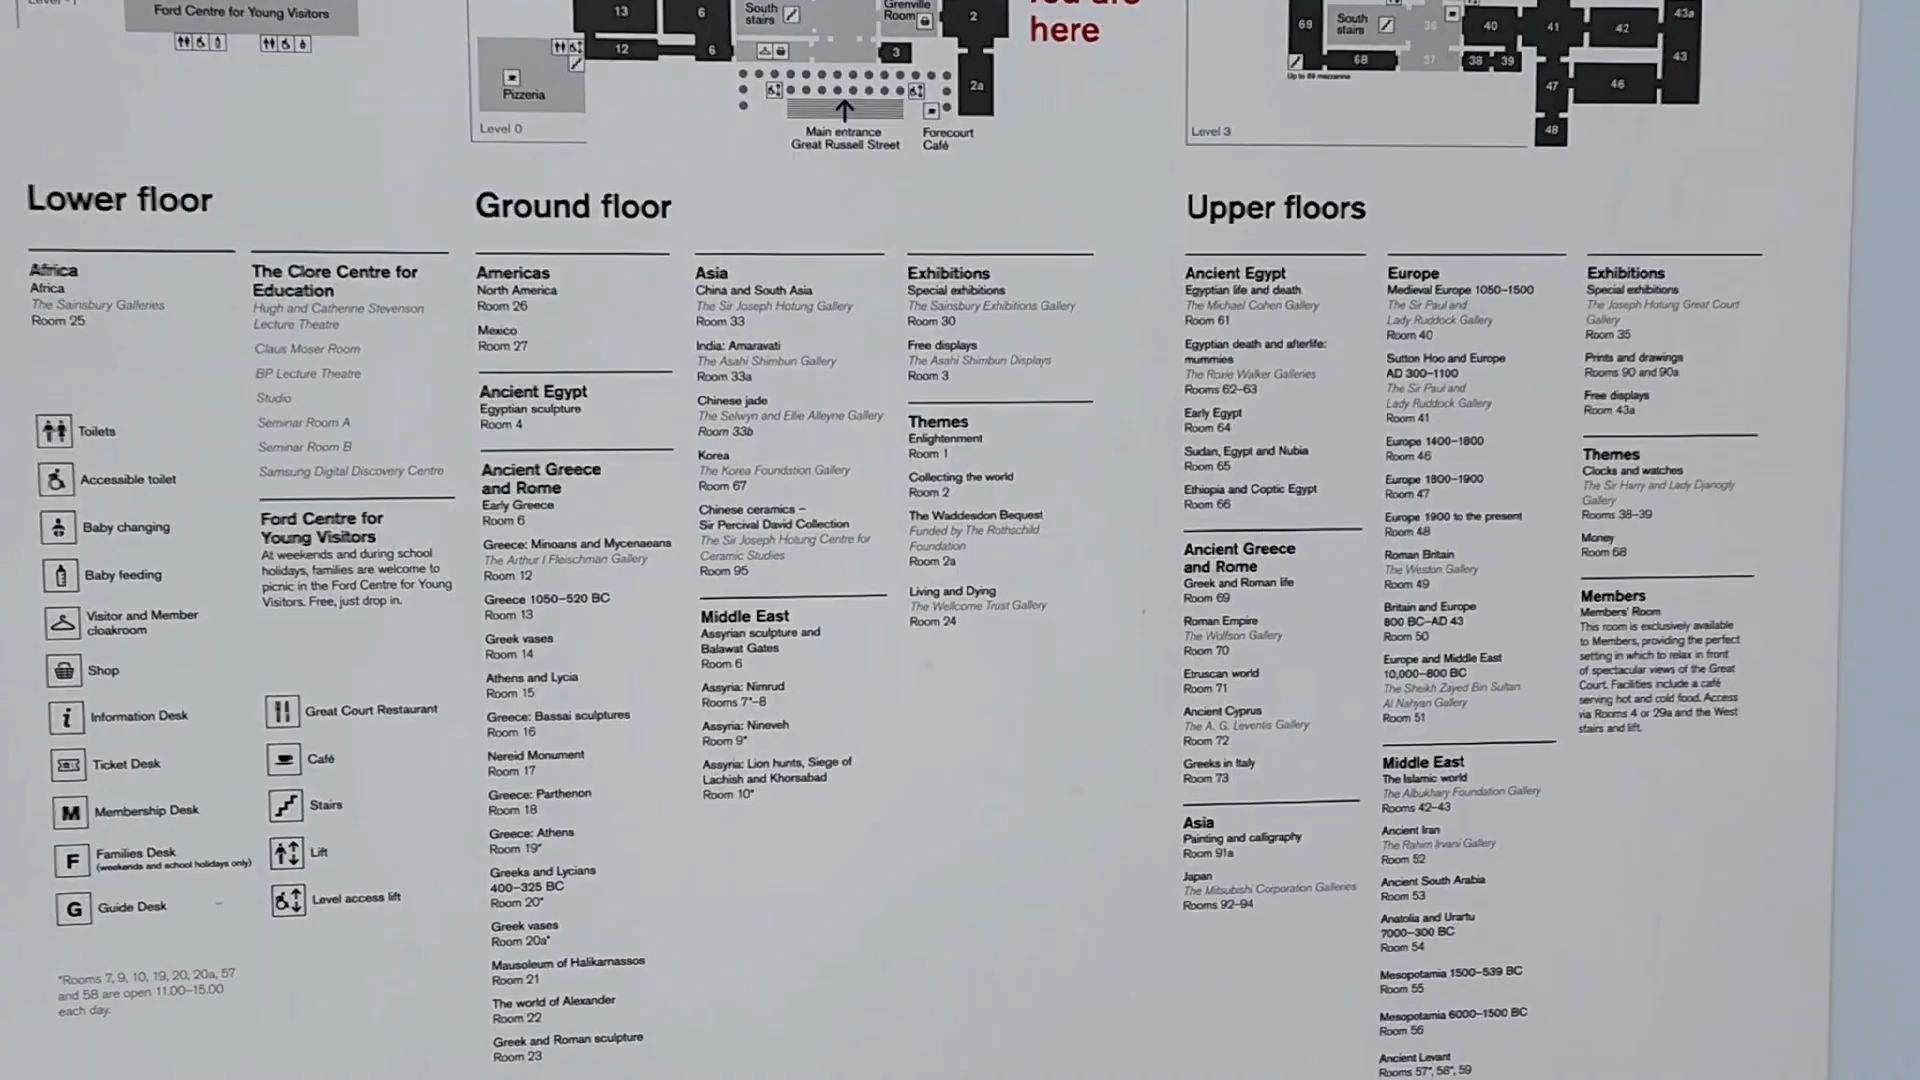 Level -1
Ford Centre for Young Visitors
13
6
South
stairs
Grenville
Room
2
here
12
6
3
2a
Pizzeria
Level 0
Main entrance
Great Russell Street
Forecourt
Café
69
South
stairs
36
40
41
42
43a
43
68
37
38
39
47
46
48
Up to 69 mezzanine
Level 3
Lower floor
Africa
Africa
The Sainsbury Galleries
Room 25
Toilets
Accessible toilet
Baby changing
Baby feeding
Visitor and Member
cloakroom
Shop
i Information Desk
Ticket Desk
M Membership Desk
F Families Desk
(weekends and school holidays only)
G Guide Desk
*Rooms 7, 9, 10, 19, 20, 20a, 57
and 58 are open 11.00–15.00
each day.
The Clore Centre for
Education
Hugh and Catherine Stevenson
Lecture Theatre
Claus Moser Room
BP Lecture Theatre
Studio
Seminar Room A
Seminar Room B
Samsung Digital Discovery Centre
Ford Centre for
Young Visitors
At weekends and during school
holidays, families are welcome to
picnic in the Ford Centre for Young
Visitors. Free, just drop in.
Great Court Restaurant
Café
Stairs
Lift
Level access lift
Ground floor
Americas
North America
Room 26
Mexico
Room 27
Ancient Egypt
Egyptian sculpture
Room 4
Ancient Greece
and Rome
Early Greece
Room 6
Greece: Minoans and Mycenaeans
The Arthur I Fleischman Gallery
Room 12
Greece 1050–520 BC
Room 13
Greek vases
Room 14
Athens and Lycia
Room 15
Greece: Bassai sculptures
Room 16
Nereid Monument
Room 17
Greece: Parthenon
Room 18
Greece: Athens
Room 19*
Greeks and Lycians
400–325 BC
Room 20*
Greek vases
Room 20a*
Mausoleum of Halikarnassos
Room 21
The world of Alexander
Room 22
Greek and Roman sculpture
Room 23
Asia
China and South Asia
The Sir Joseph Hotung Gallery
Room 33
India: Amaravati
The Asahi Shimbun Gallery
Room 33a
Chinese jade
The Selwyn and Ellie Alleyne Gallery
Room 33b
Korea
The Korea Foundation Gallery
Room 67
Chinese ceramics –
Sir Percival David Collection
The Sir Joseph Hotung Centre for
Ceramic Studies
Room 95
Middle East
Assyrian sculpture and
Balawat Gates
Room 6
Assyria: Nimrud
Rooms 7*–8
Assyria: Nineveh
Room 9*
Assyria: Lion hunts, Siege of
Lachish and Khorsabad
Room 10*
Exhibitions
Special exhibitions
The Sainsbury Exhibitions Gallery
Room 30
Free displays
The Asahi Shimbun Displays
Room 3
Themes
Enlightenment
Room 1
Collecting the world
Room 2
The Waddesdon Bequest
Funded by The Rothschild
Foundation
Room 2a
Living and Dying
The Wellcome Trust Gallery
Room 24
Upper floors
Ancient Egypt
Egyptian life and death
The Michael Cohen Gallery
Room 61
Egyptian death and afterlife:
mummies
The Roxie Walker Galleries
Rooms 62–63
Early Egypt
Room 64
Sudan, Egypt and Nubia
Room 65
Ethiopia and Coptic Egypt
Room 66
Ancient Greece
and Rome
Greek and Roman life
Room 69
Roman Empire
The Wolfson Gallery
Room 70
Etruscan world
Room 71
Ancient Cyprus
The A. G. Leventis Gallery
Room 72
Greeks in Italy
Room 73
Asia
Painting and calligraphy
Room 91a
Japan
The Mitsubishi Corporation Galleries
Rooms 92–94
Europe
Medieval Europe 1050–1500
The Sir Paul and
Lady Ruddock Gallery
Room 40
Sutton Hoo and Europe
AD 300–1100
The Sir Paul and
Lady Ruddock Gallery
Room 41
Europe 1400–1800
Room 46
Europe 1800–1900
Room 47
Europe 1900 to the present
Room 48
Roman Britain
The Weston Gallery
Room 49
Britain and Europe
800 BC–AD 43
Room 50
Europe and Middle East
10,000–800 BC
The Sheikh Zayed Bin Sultan
Al Nahyan Gallery
Room 51
Middle East
The Islamic world
The Albukhary Foundation Gallery
Rooms 42–43
Ancient Iran
The Rahim Irvani Gallery
Room 52
Ancient South Arabia
Room 53
Anatolia and Urartu
7000–300 BC
Room 54
Mesopotamia 1500–539 BC
Room 55
Mesopotamia 6000–1500 BC
Room 56
Ancient Levant
Rooms 57*, 58*, 59
Exhibitions
Special exhibitions
The Joseph Hotung Great Court
Gallery
Room 35
Prints and drawings
Rooms 90 and 90a
Free displays
Room 43a
Themes
Clocks and watches
The Sir Harry and Lady Djanogly
Gallery
Rooms 38–39
Money
Room 68
Members
Members' Room
This room is exclusively available
to Members, providing the perfect
setting in which to relax in front
of spectacular views of the Great
Court. Facilities include a café
serving hot and cold food. Access
via Rooms 4 or 29a and the West
stairs and lift.